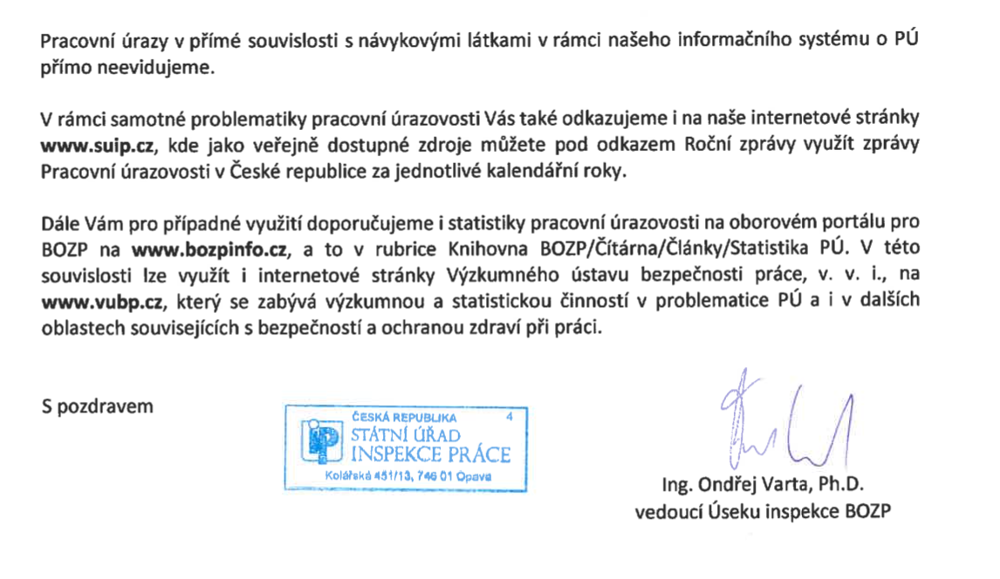 Pracovní úrazy v přímé souvislosti s návykovými látkami v rámci našeho informačního systému o PÚ
přímo neevidujeme.
V rámci samotné problematiky pracovní úrazovosti Vás také odkazujeme i na naše internetové stránky
www.suip.cz, kde jako veřejně dostupné zdroje můžete pod odkazem Roční zprávy využít zprávy
Pracovní úrazovosti v České republice za jednotlivé kalendářní roky.
Dále Vám pro případné využití doporučujeme i statistiky pracovní úrazovosti na oborovém portálu pro
BOZP na www.bozpinfo.cz, a to v rubrice Knihovna BOZP/Čítárna/Články/Statistika PÚ. V této
souvislosti lze využít i internetové stránky Výzkumného ústavu bezpečnosti práce, v. v. i., na
www.vubp.cz, který se zabývá výzkumnou a statistickou činností v problematice PÚ a i v dalších
oblastech souvisejících s bezpečností a ochranou zdraví při práci.
S pozdravem
ČESKÁ REPUBLIKA 4
STÁTNÍ ÚŘAD
INSPEKCE PRÁCE
Kolářská 451/13, 746 01 Opava
ip
Ing. Ondřej Varta, Ph.D.
vedoucí Úseku inspekce BOZP